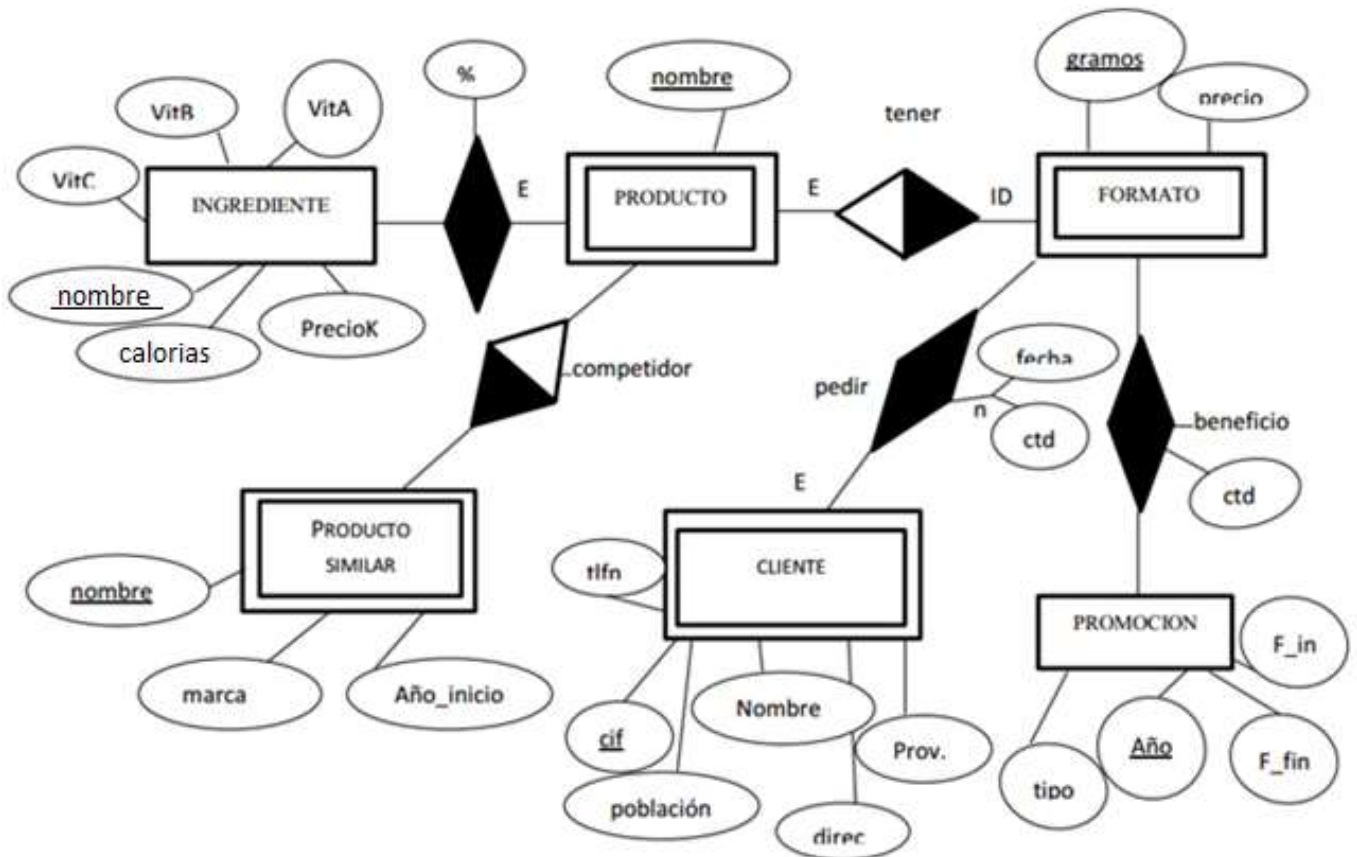 %
nombre
gramos
precio
tener
VitB
VitA
VitC
INGREDIENTE
E
PRODUCTO
E
ID
FORMATO
nombre
calorias
PrecioK
competidor
pedir
fecha
n
ctd
beneficio
ctd
E
PRODUCTO
SIMILAR
nombre
marca
Año_inicio
tlfn
CLIENTE
cif
población
Nombre
direc
Prov.
PROMOCION
F_in
tipo
Año
F_fin